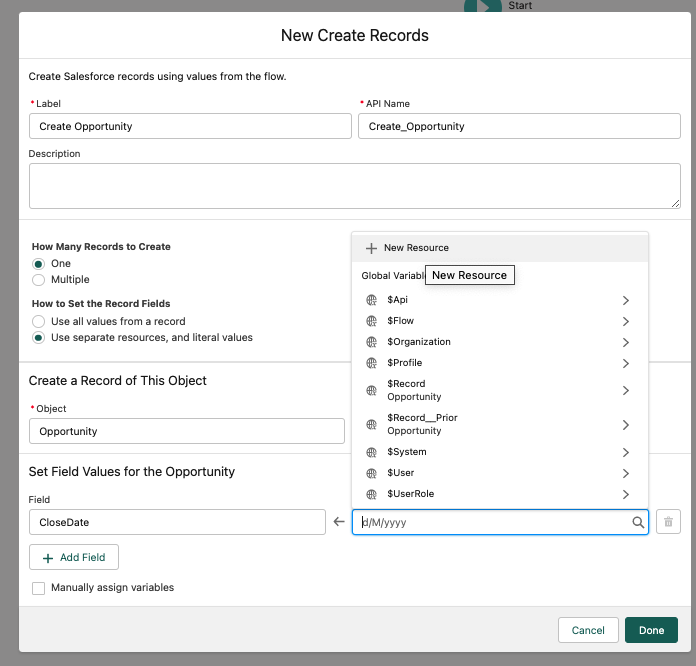 Start
New Create Records
Create Salesforce records using values from the flow.
* Label
* API Name
Create Opportunity
Create_Opportunity
Description
How Many Records to Create
One
Multiple
How to Set the Record Fields
Use all values from a record
Use separate resources, and literal values
Create a Record of This Object
* Object
Opportunity
Set Field Values for the Opportunity
Field
CloseDate
+ New Resource
Global Variabl
New Resource
$Api
$Flow
$Organization
$Profile
$Record
Opportunity
$Record__Prior
Opportunity
$System
$User
$UserRole
d/M/yyyy
+ Add Field
Manually assign variables
Cancel
Done